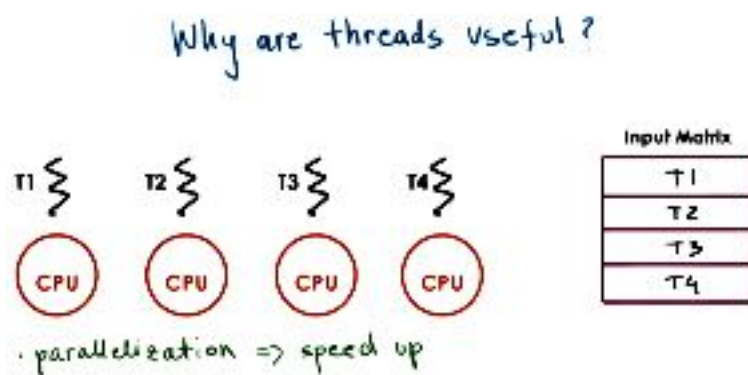 Why are threads useful?
Input Matrix
T1 T2 T3 T4
T1
T2
T3
T4
CPU CPU CPU CPU
. parallelization => speed up